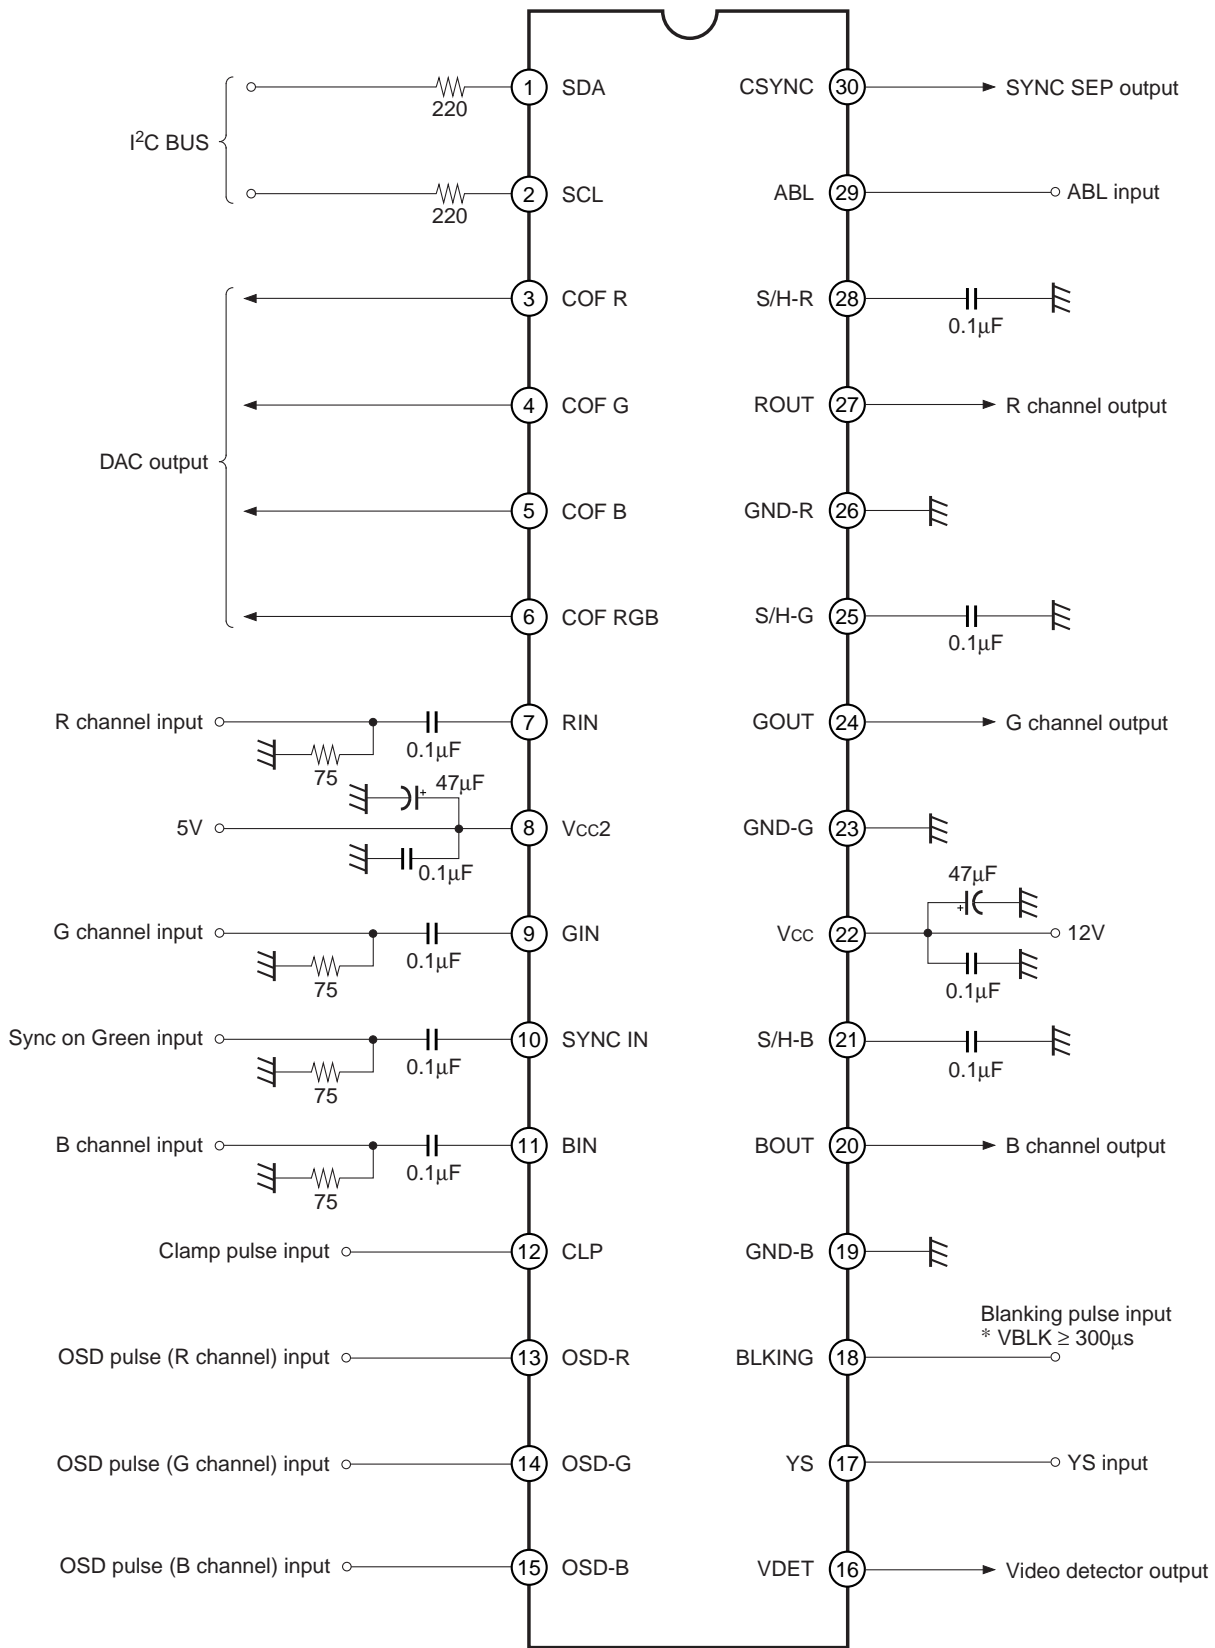 1 SDA
CSYNC 30
SYNC SEP output
220
I²C BUS
2 SCL
ABL 29
ABL input
220
3 COF R
S/H-R 28
0.1µF
4 COF G
ROUT 27
R channel output
DAC output
5 COF B
GND-R 26
6 COF RGB
S/H-G 25
0.1µF
R channel input
7 RIN
GOUT 24
G channel output
0.1µF
75
47µF
+
5V
8 Vcc2
GND-G 23
0.1µF
47µF
+
G channel input
9 GIN
Vcc 22
12V
0.1µF
75
0.1µF
Sync on Green input
10 SYNC IN
S/H-B 21
0.1µF
0.1µF
75
B channel input
11 BIN
BOUT 20
B channel output
0.1µF
75
Clamp pulse input
12 CLP
GND-B 19
Blanking pulse input
* VBLK ≥ 300µs
OSD pulse (R channel) input
13 OSD-R
BLKING 18
OSD pulse (G channel) input
14 OSD-G
YS 17
YS input
OSD pulse (B channel) input
15 OSD-B
VDET 16
Video detector output